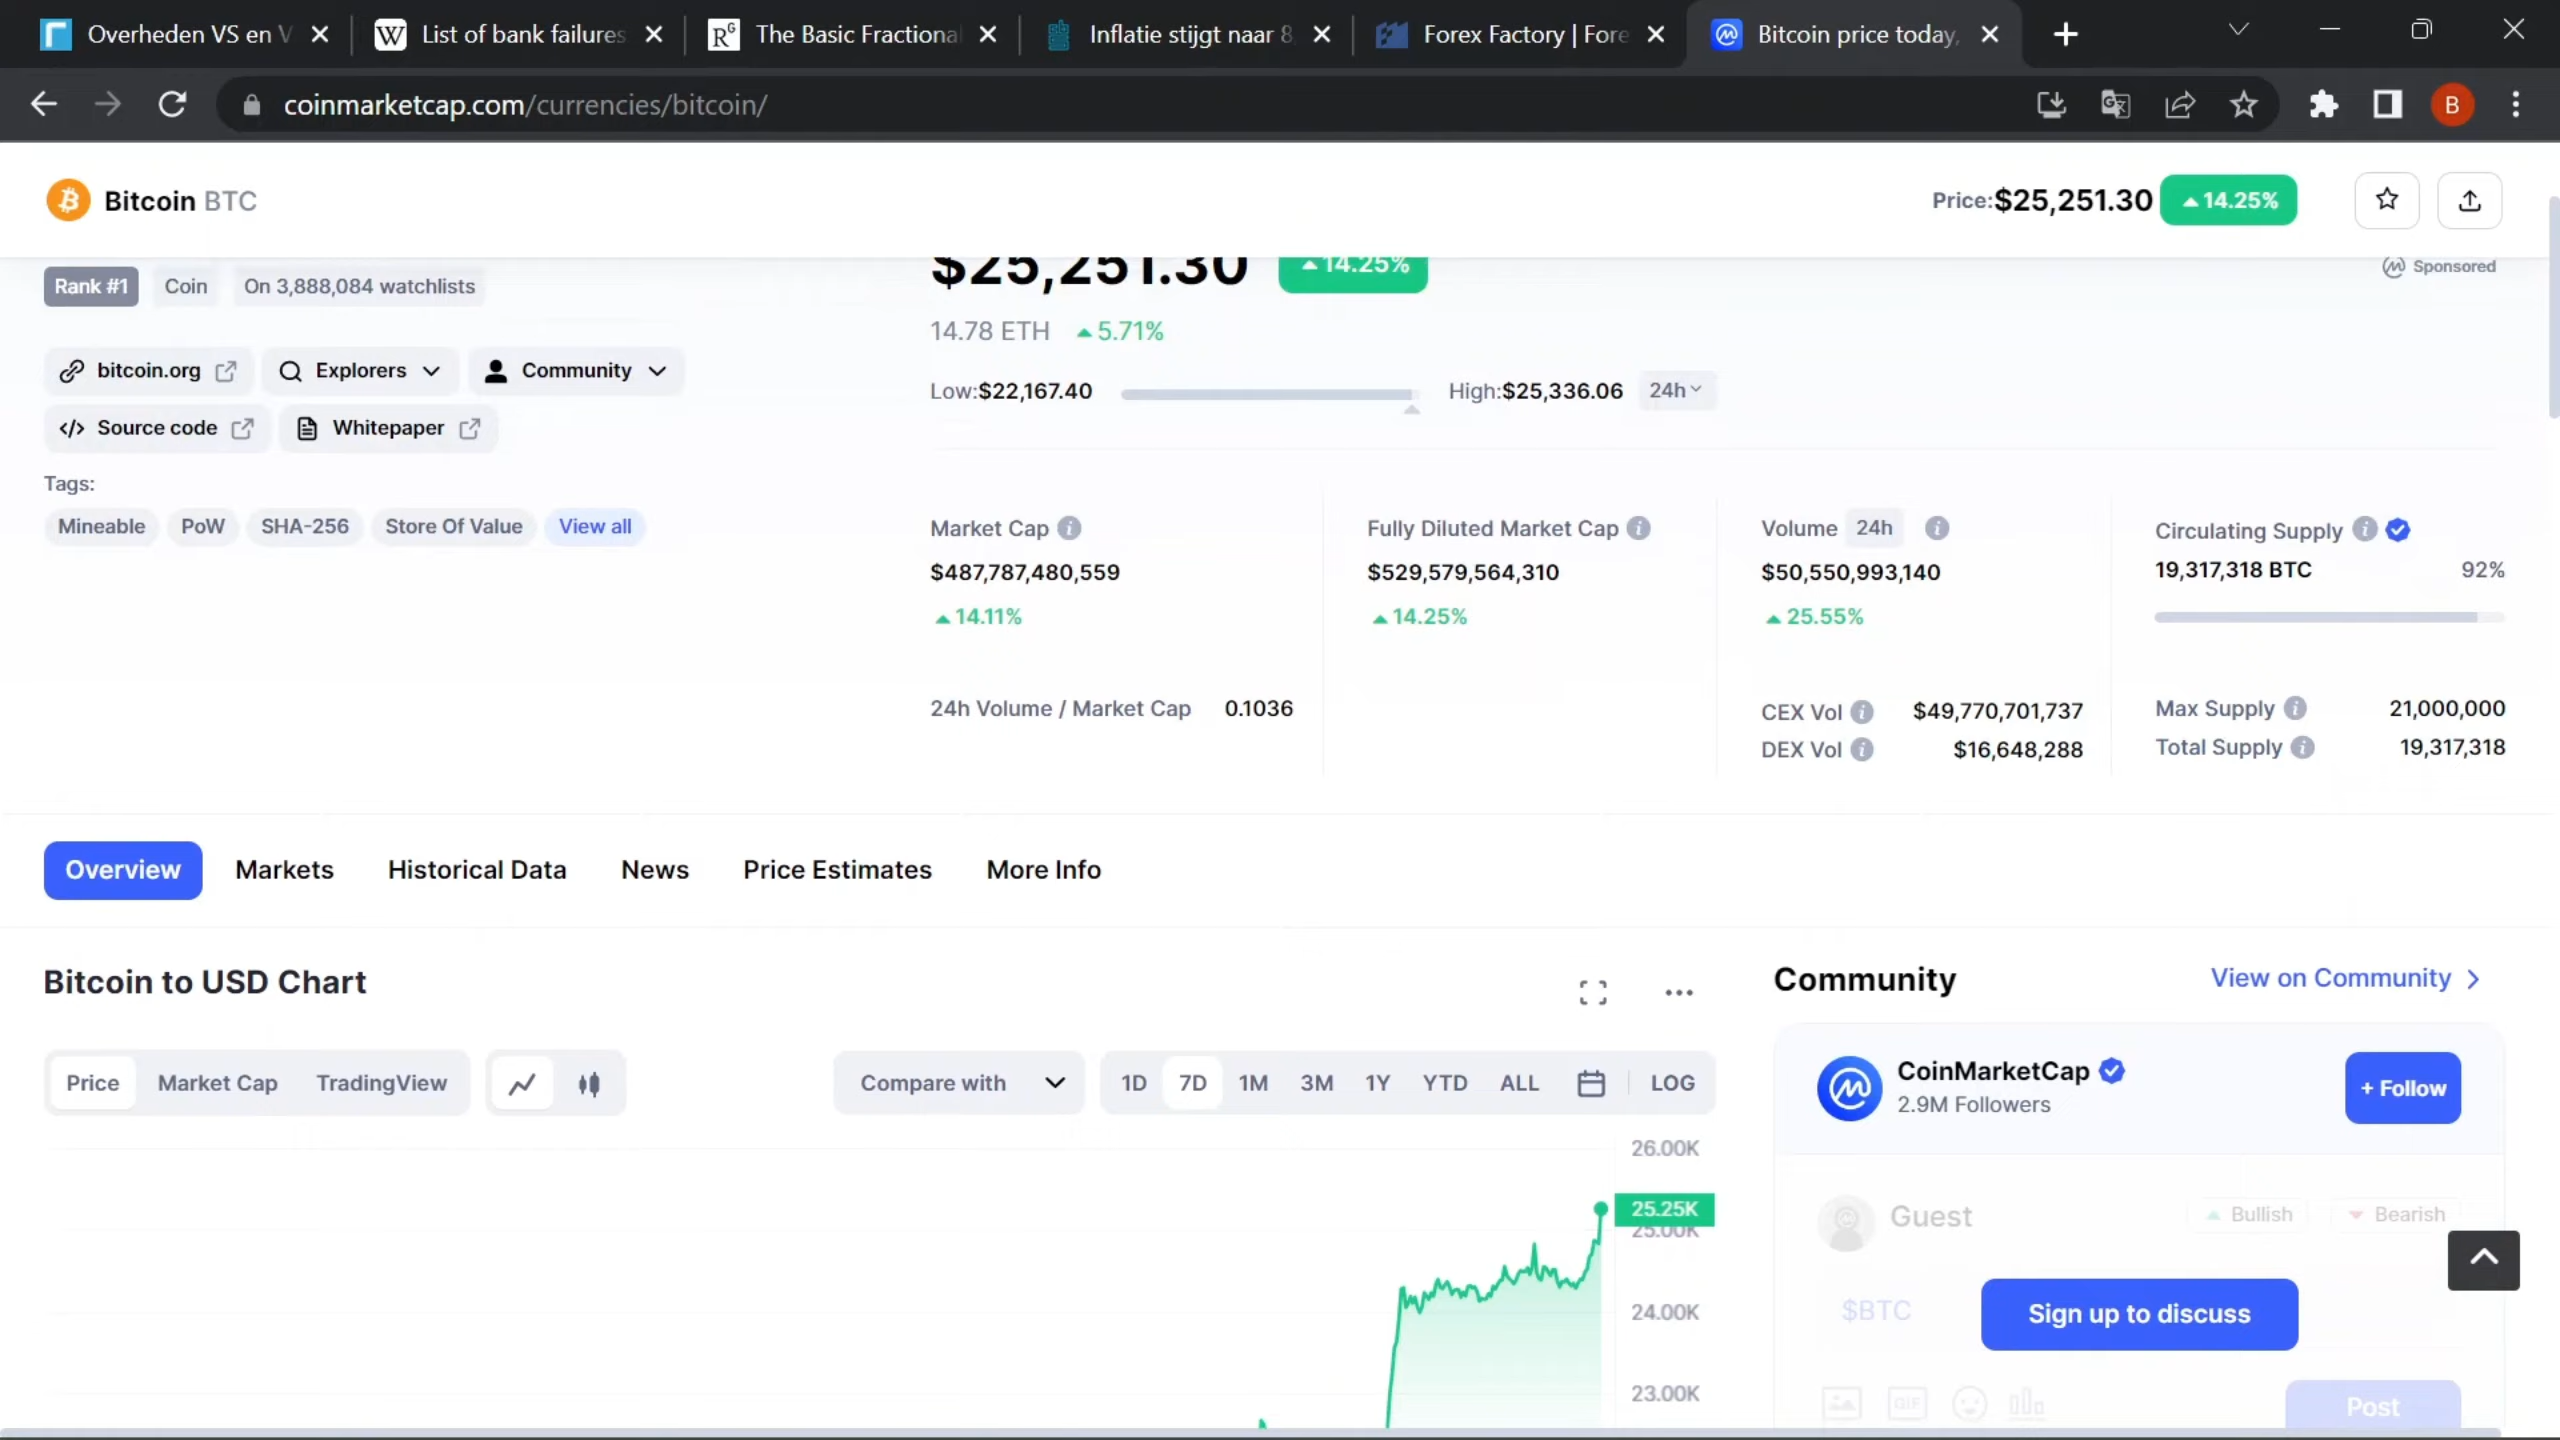 Overheden VS en V
List of bank failures
The Basic Fractional
Inflatie stijgt naar 8
Forex Factory | Fore
Bitcoin price today,
coinmarketcap.com/currencies/bitcoin/
B
Bitcoin BTC
Price:$25,251.30
14.25%
$25,251.30
14.25%
Sponsored
Rank #1
Coin
On 3,888,084 watchlists
14.78 ETH
5.71%
bitcoin.org
Explorers
Community
Low:$22,167.40
High:$25,336.06
24h
Source code
Whitepaper
Tags:
Mineable
PoW
SHA-256
Store Of Value
View all
Market Cap
$487,787,480,559
14.11%
24h Volume / Market Cap 0.1036
Fully Diluted Market Cap
$529,579,564,310
14.25%
Volume 24h
$50,550,993,140
25.55%
CEX Vol $49,770,701,737
DEX Vol $16,648,288
Circulating Supply
19,317,318 BTC 92%
Max Supply 21,000,000
Total Supply 19,317,318
Overview
Markets
Historical Data
News
Price Estimates
More Info
Bitcoin to USD Chart
Price
Market Cap
TradingView
Compare with
1D
7D
1M
3M
1Y
YTD
ALL
LOG
26.00K
25.25K
25.00K
24.00K
23.00K
Community
View on Community
CoinMarketCap
2.9M Followers
+ Follow
Guest
Bullish
Bearish
$BTC
Sign up to discuss
GIF
Post